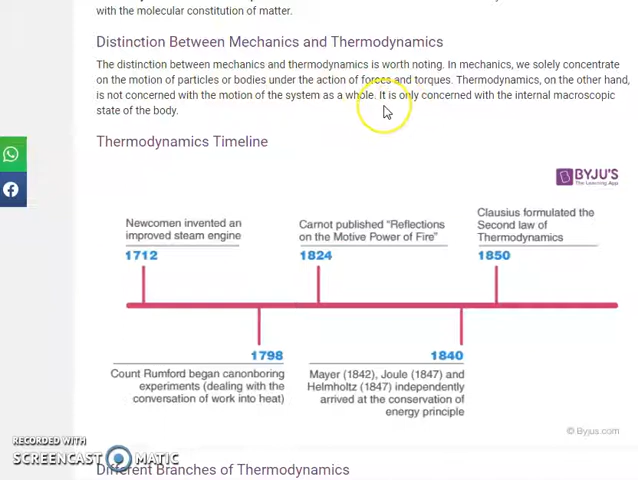 with the molecular constitution of matter.
Distinction Between Mechanics and Thermodynamics
The distinction between mechanics and thermodynamics is worth noting. In mechanics, we solely concentrate
on the motion of particles or bodies under the action of forces and torques. Thermodynamics, on the other hand,
is not concerned with the motion of the system as a whole. It is only concerned with the internal macroscopic
state of the body.
Thermodynamics Timeline
BYJU'S
The Learning App
Newcomen invented an
improved steam engine
1712
Carnot published “Reflections
on the Motive Power of Fire”
1824
Clausius formulated the
Second law of
Thermodynamics
1850
1798
Count Rumford began canonboring
experiments (dealing with the
conversation of work into heat)
1840
Mayer (1842), Joule (1847) and
Helmholtz (1847) independently
arrived at the conservation of
energy principle
© Byjus.com
RECORDED WITH
SCREENCAST MATIC
Different Branches of Thermodynamics